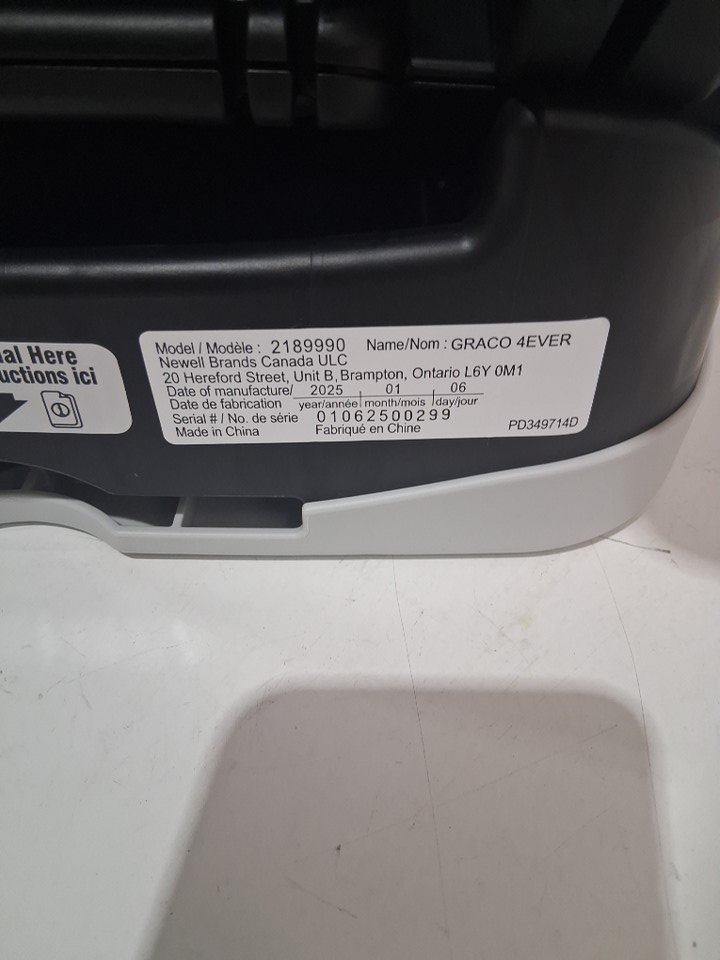 al Here
uctions ici
Model / Modèle : 2189990 Name/Nom : GRACO 4EVER
Newell Brands Canada ULC
20 Hereford Street, Unit B, Brampton, Ontario L6Y 0M1
Date of manufacture/ 2025 01 06
Date de fabrication year/année month/mois day/jour
Serial # / No. de série 01062500299
Made in China Fabriqué en Chine PD349714D